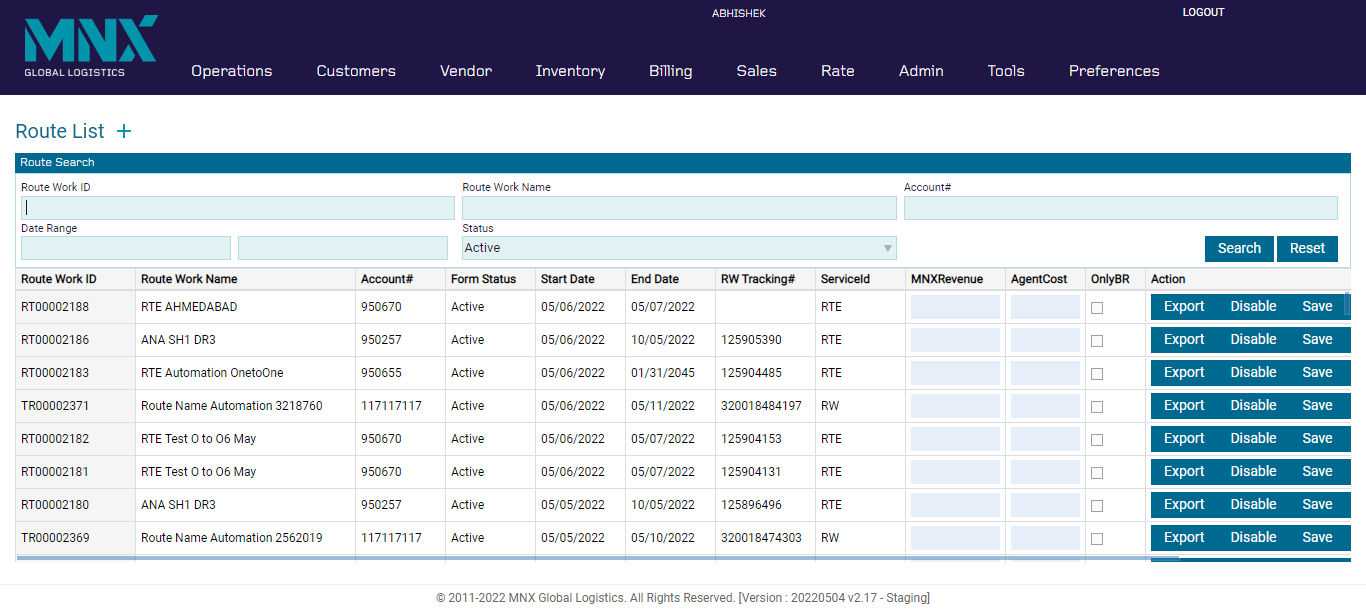 MNX
GLOBAL LOGISTICS
ABHISHEK
LOGOUT
Operations Customers Vendor Inventory Billing Sales Rate Admin Tools Preferences
Route List +
Route Search
Route Work ID Route Work Name Account#
Date Range Status
Active
Search Reset
Route Work ID Route Work Name Account# Form Status Start Date End Date RW Tracking# ServiceId MNXRevenue AgentCost OnlyBR Action
RT00002188 RTE AHMEDABAD 950670 Active 05/06/2022 05/07/2022 RTE Export Disable Save
RT00002186 ANA SH1 DR3 950257 Active 05/06/2022 10/05/2022 125905390 RTE Export Disable Save
RT00002183 RTE Automation OnetoOne 950655 Active 05/06/2022 01/31/2045 125904485 RTE Export Disable Save
TR00002371 Route Name Automation 3218760 117117117 Active 05/06/2022 05/11/2022 320018484197 RW Export Disable Save
RT00002182 RTE Test O to O6 May 950670 Active 05/06/2022 05/07/2022 125904153 RTE Export Disable Save
RT00002181 RTE Test O to O6 May 950670 Active 05/06/2022 05/07/2022 125904131 RTE Export Disable Save
RT00002180 ANA SH1 DR3 950257 Active 05/05/2022 10/05/2022 125896496 RTE Export Disable Save
TR00002369 Route Name Automation 2562019 117117117 Active 05/05/2022 05/10/2022 320018474303 RW Export Disable Save
© 2011-2022 MNX Global Logistics. All Rights Reserved. [Version : 20220504 v2.17 - Staging]